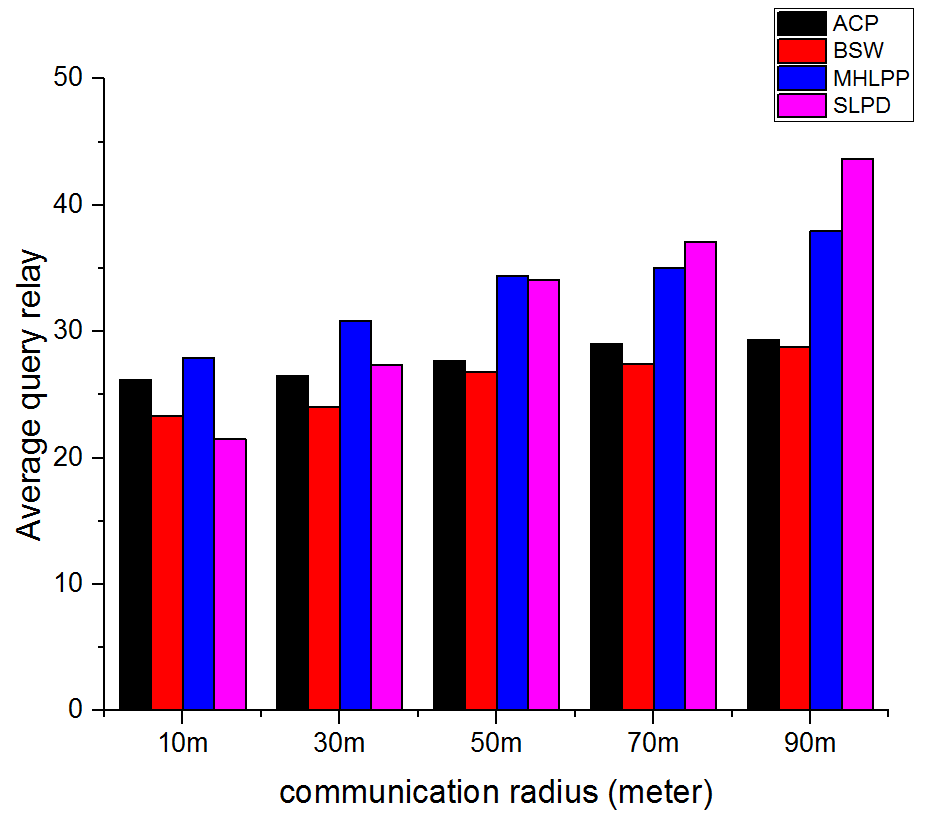 ACP
BSW
MHLPP
SLPD
50
40
30
20
10
0
Average query relay
10m 30m 50m 70m 90m
communication radius (meter)